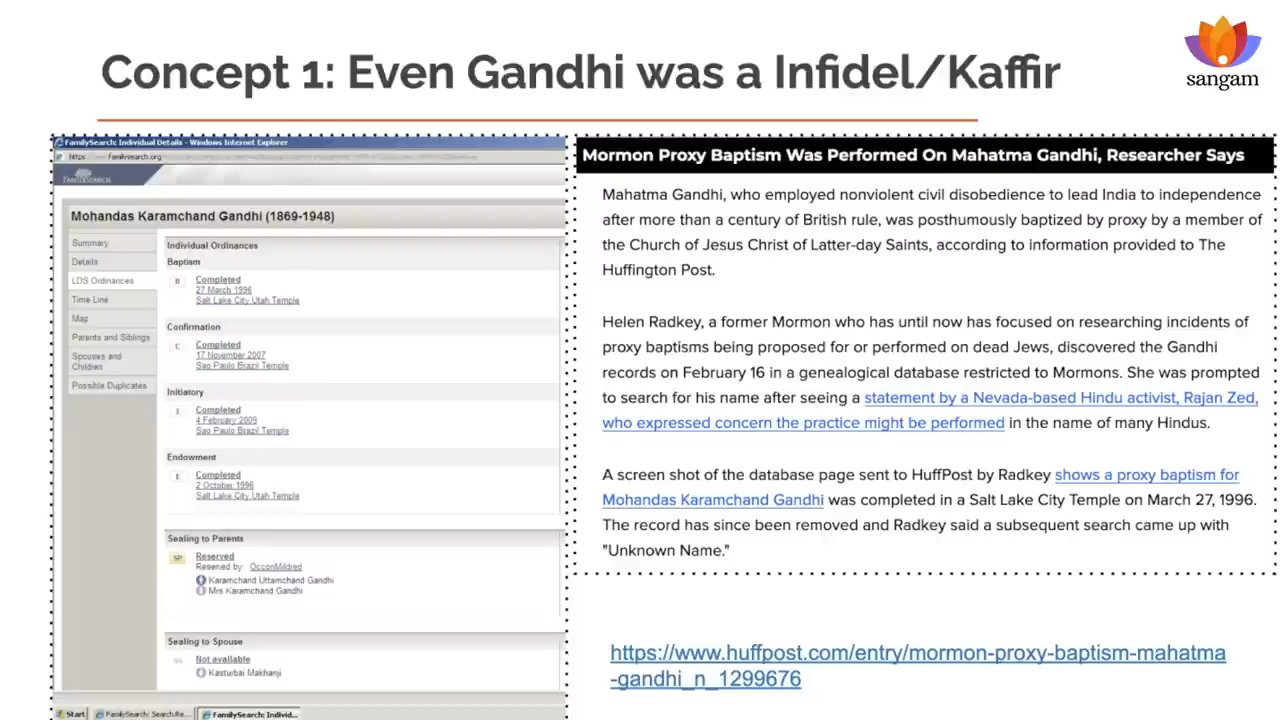 Concept 1: Even Gandhi was a Infidel/Kaffir
sangam
FamilySearch: Individual Details - Windows Internet Explorer
https familysearch.org
FAMILYSEARCH
Mohandas Karamchand Gandhi (1869-1948)
Summary
Details
LDS Ordinances
Time Line
Map
Parents and Siblings
Spouses and
Children
Possible Duplicates
Individual Ordinances
Baptism
B Completed
27 March 1996
Salt Lake City Utah Temple
Confirmation
C Completed
17 November 2007
Sao Paulo Brazil Temple
Initiatory
I Completed
4 February 2009
Sao Paulo Brazil Temple
Endowment
E Completed
2 October 1996
Salt Lake City Utah Temple
Sealing to Parents
SP Reserved
Reserved by: OcconMildred
Karamchand Uttamchand Gandhi
Mrs Karamchand Gandhi
Sealing to Spouse
SS Not available
Kasturbai Makhanji
Start FamilySearch: Search Re... FamilySearch: Individ...
Mormon Proxy Baptism Was Performed On Mahatma Gandhi, Researcher Says
Mahatma Gandhi, who employed nonviolent civil disobedience to lead India to independence
after more than a century of British rule, was posthumously baptized by proxy by a member of
the Church of Jesus Christ of Latter-day Saints, according to information provided to The
Huffington Post.
Helen Radkey, a former Mormon who has until now has focused on researching incidents of
proxy baptisms being proposed for or performed on dead Jews, discovered the Gandhi
records on February 16 in a genealogical database restricted to Mormons. She was prompted
to search for his name after seeing a statement by a Nevada-based Hindu activist, Rajan Zed,
who expressed concern the practice might be performed in the name of many Hindus.
A screen shot of the database page sent to HuffPost by Radkey shows a proxy baptism for
Mohandas Karamchand Gandhi was completed in a Salt Lake City Temple on March 27, 1996.
The record has since been removed and Radkey said a subsequent search came up with
"Unknown Name."
https://www.huffpost.com/entry/mormon-proxy-baptism-mahatma
-gandhi_n_1299676